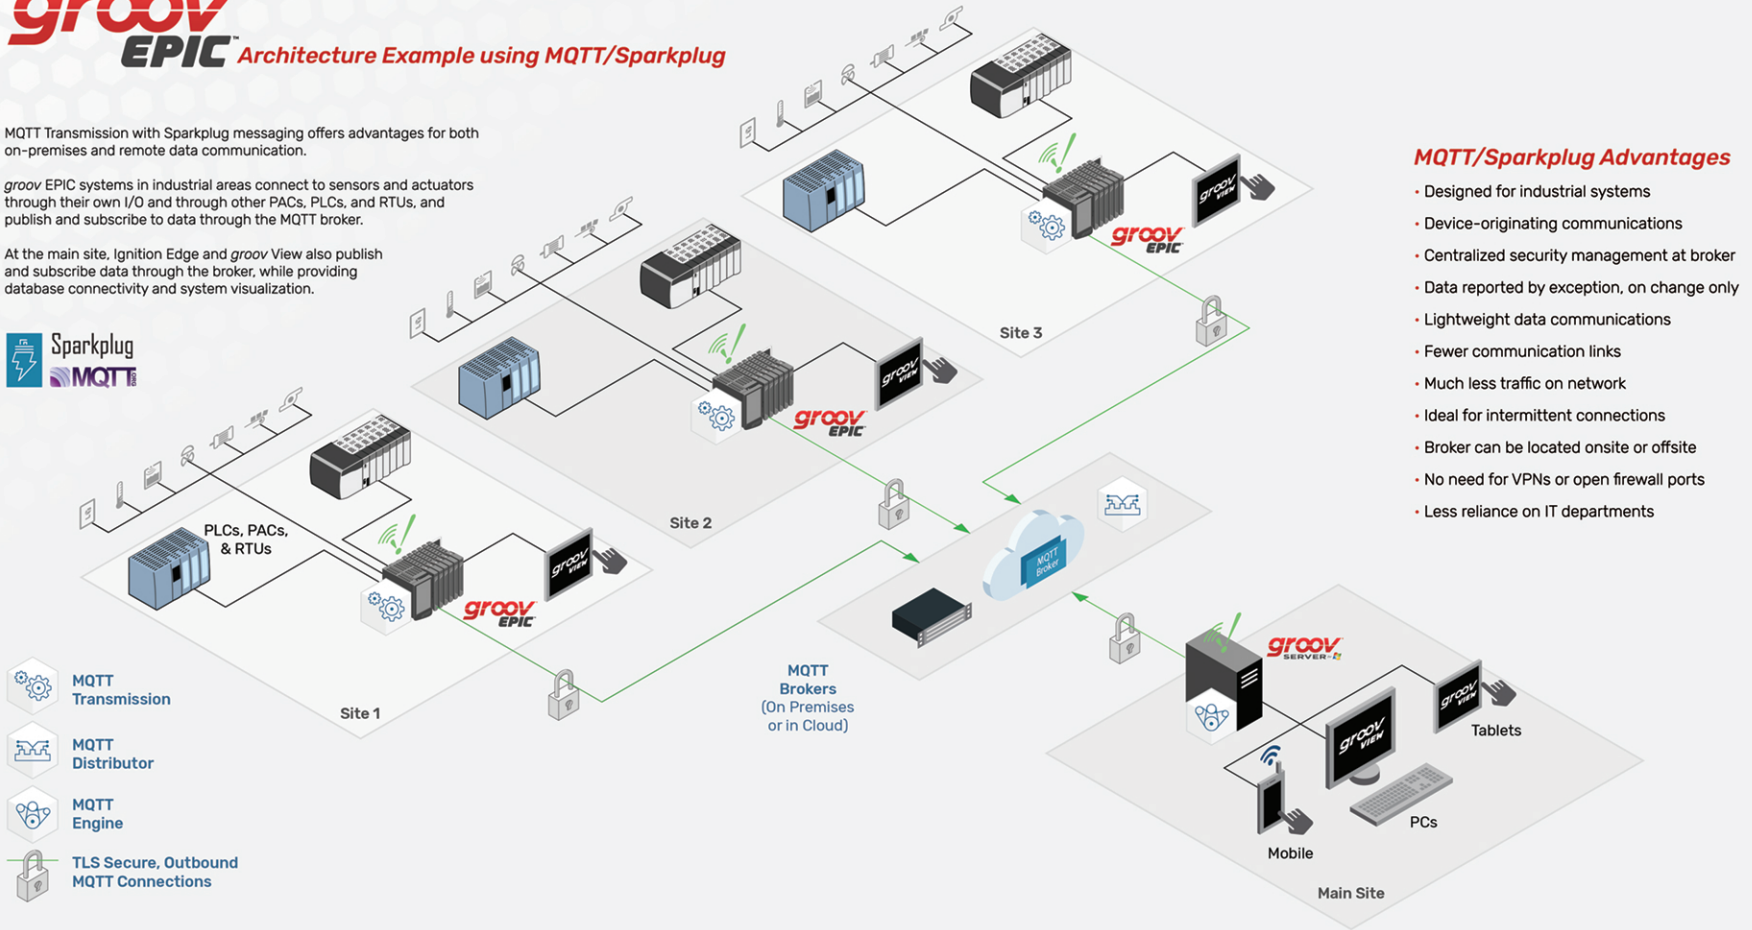 groov
EPIC™
Architecture Example using MQTT/Sparkplug
MQTT Transmission with Sparkplug messaging offers advantages for both
on-premises and remote data communication.
groov EPIC systems in industrial areas connect to sensors and actuators
through their own I/O and through other PACs, PLCs, and RTUs, and
publish and subscribe to data through the MQTT broker.
At the main site, Ignition Edge and groov View also publish
and subscribe data through the broker, while providing
database connectivity and system visualization.
Sparkplug
MQTT.ORG
MQTT/Sparkplug Advantages
• Designed for industrial systems
• Device-originating communications
• Centralized security management at broker
• Data reported by exception, on change only
• Lightweight data communications
• Fewer communication links
• Much less traffic on network
• Ideal for intermittent connections
• Broker can be located onsite or offsite
• No need for VPNs or open firewall ports
• Less reliance on IT departments
groov
VIEW
groov
EPIC
Site 3
groov
VIEW
groov
EPIC
Site 2
PLCs, PACs,
& RTUs
groov
VIEW
groov
EPIC
Site 1
MQTT
Broker
MQTT
Brokers
(On Premises
or in Cloud)
groov
SERVER
groov
VIEW
Tablets
groov
VIEW
PCs
Mobile
Main Site
MQTT
Transmission
MQTT
Distributor
MQTT
Engine
TLS Secure, Outbound
MQTT Connections